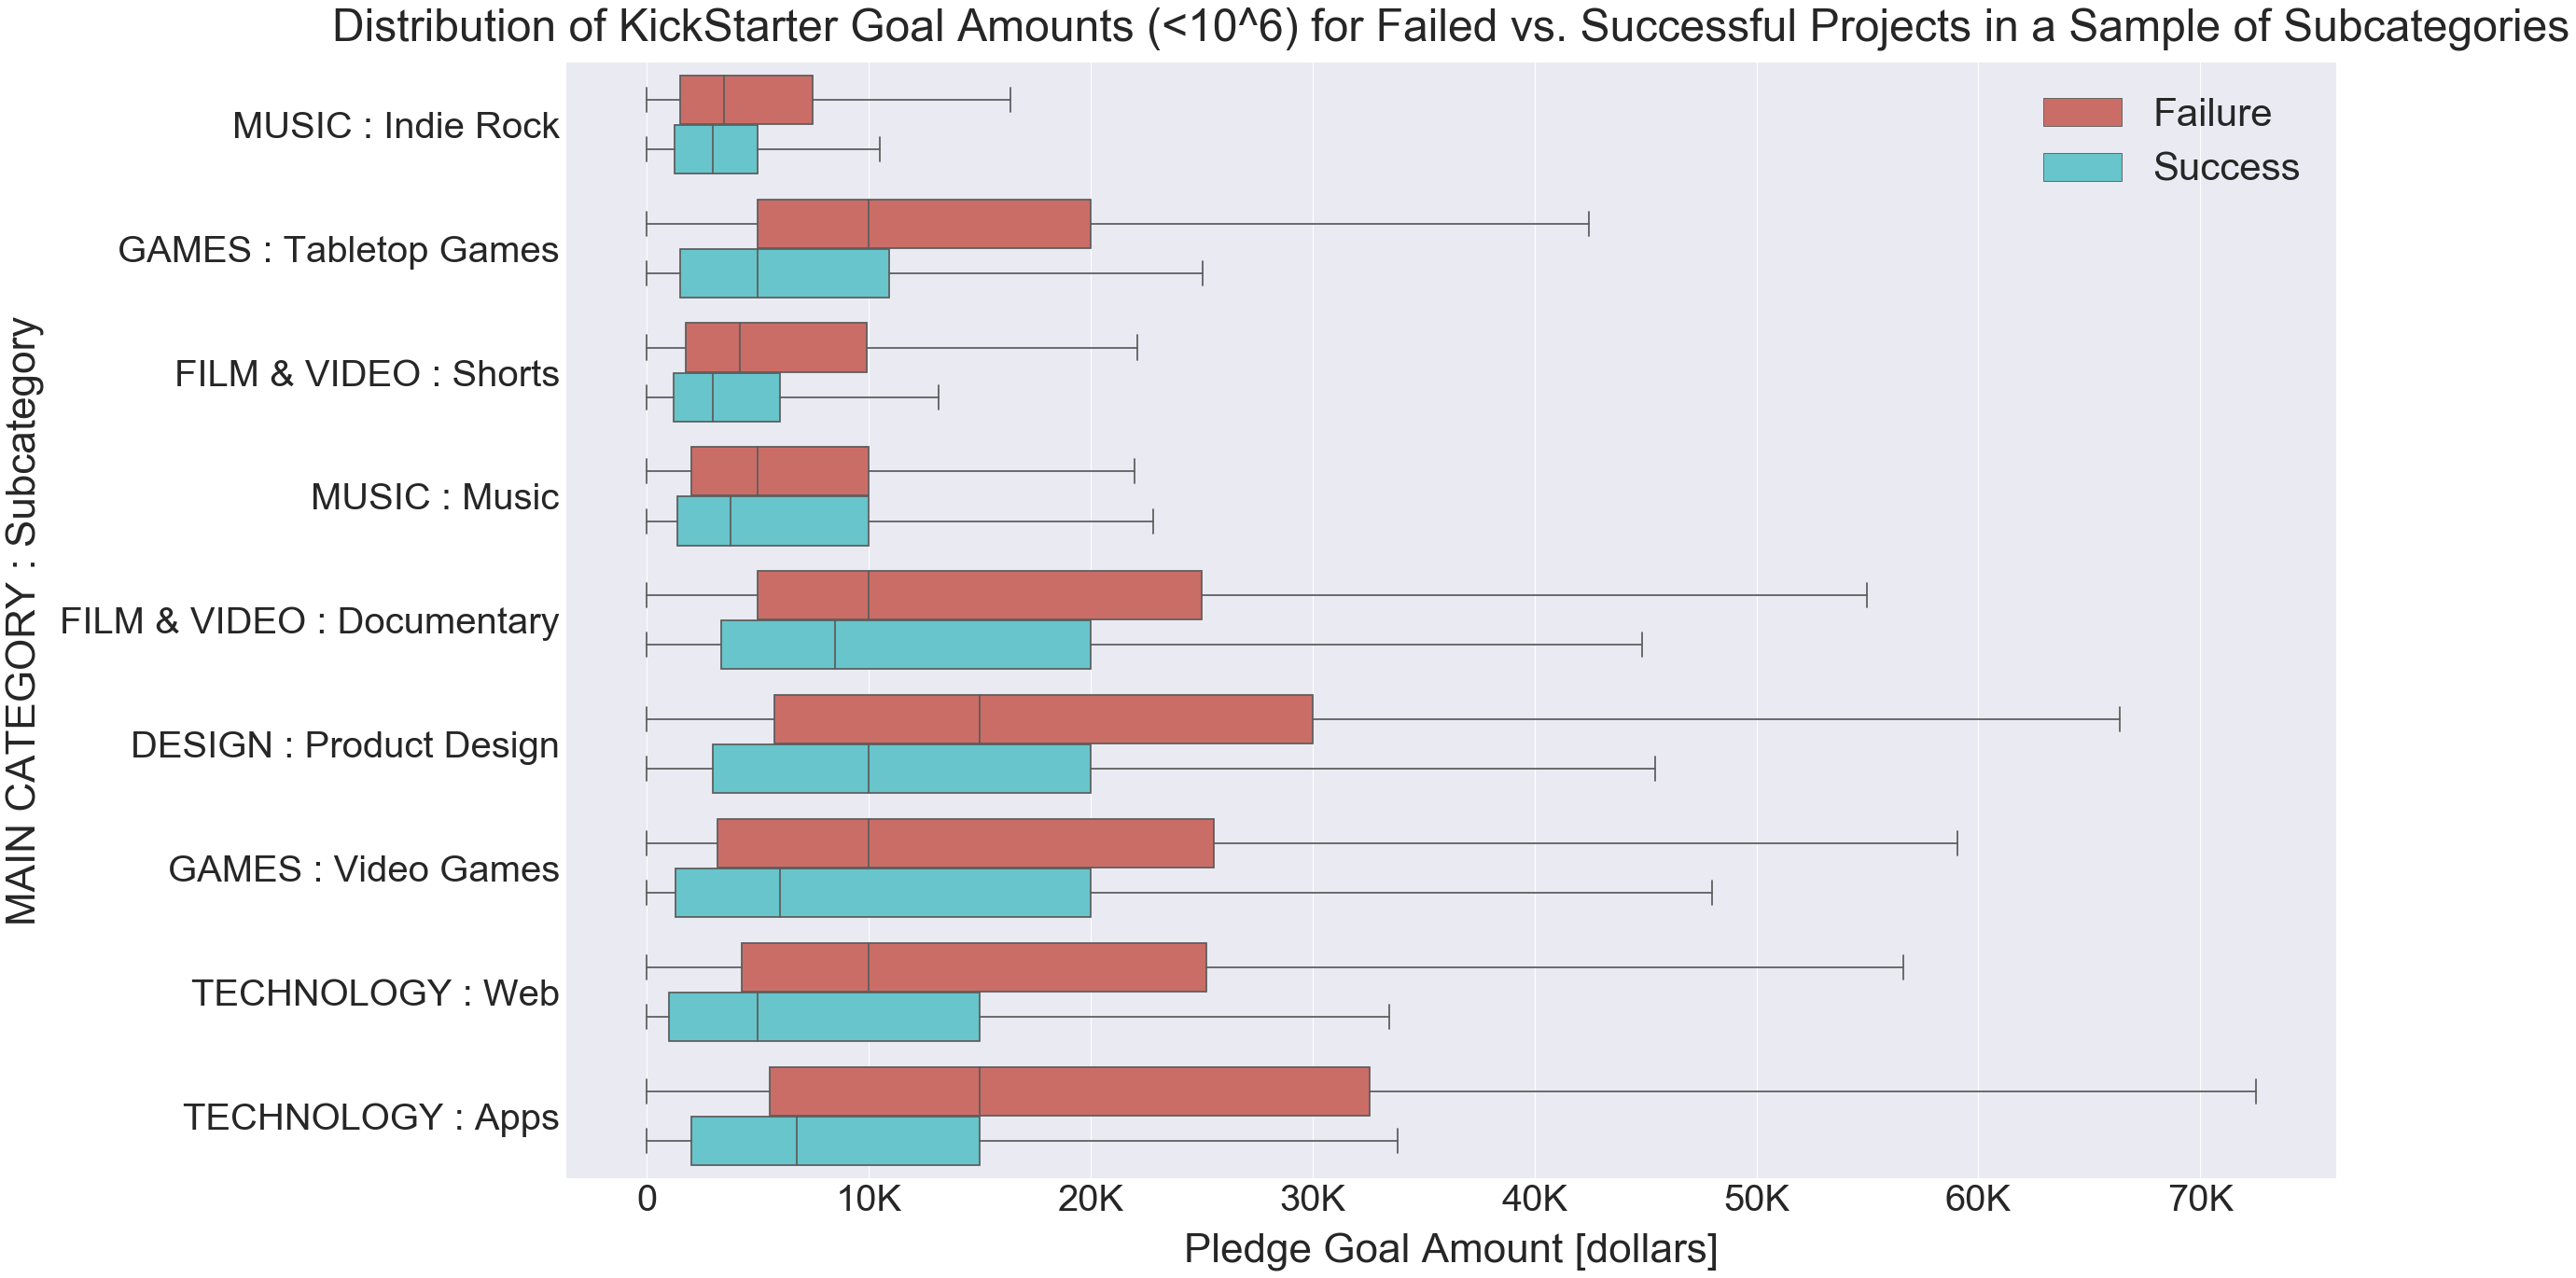 Distribution of KickStarter Goal Amounts (<10^6) for Failed vs. Successful Projects in a Sample of Subcategories
Failure
Success
MAIN CATEGORY : Subcategory
MUSIC : Indie Rock
GAMES : Tabletop Games
FILM & VIDEO : Shorts
MUSIC : Music
FILM & VIDEO : Documentary
DESIGN : Product Design
GAMES : Video Games
TECHNOLOGY : Web
TECHNOLOGY : Apps
0 10K 20K 30K 40K 50K 60K 70K
Pledge Goal Amount [dollars]